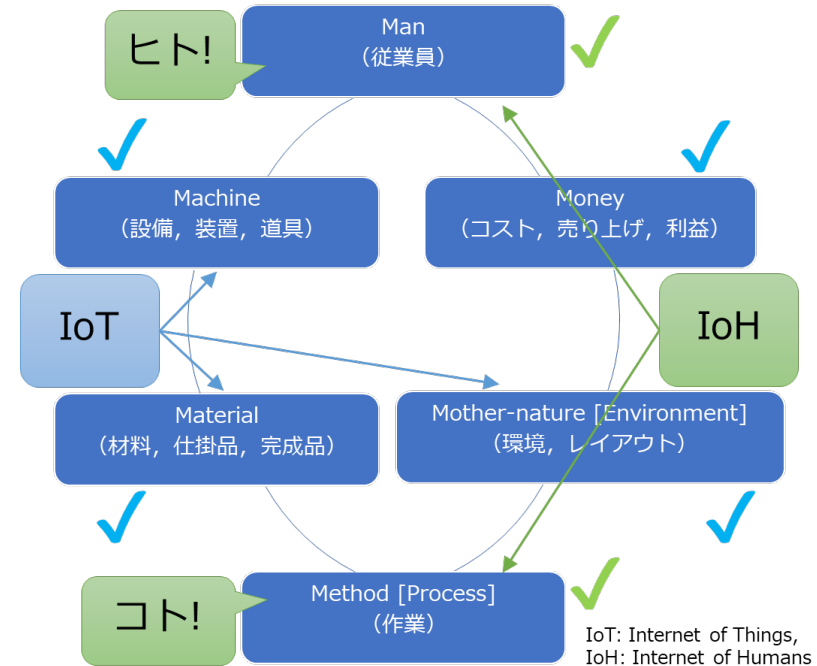 ヒト!
Man
（従業員）
Machine
（設備，装置，道具）
Money
（コスト，売り上げ，利益）
IoT
IoH
Material
（材料，仕掛品，完成品）
Mother-nature [Environment]
（環境，レイアウト）
コト!
Method [Process]
（作業）
IoT: Internet of Things,
IoH: Internet of Humans